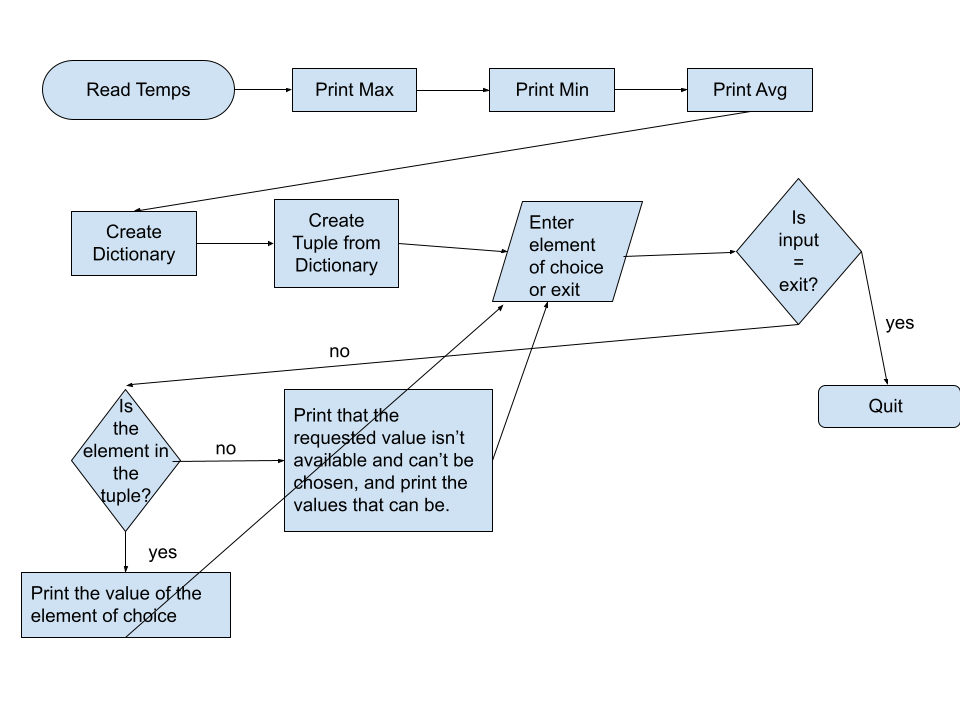 Read Temps
Print Max
Print Min
Print Avg
Create
Dictionary
Create
Tuple from
Dictionary
Enter
element
of choice
or exit
Is
input
=
exit?
yes
Quit
no
Is
the
element in
the
tuple?
no
Print that the
requested value isn't
available and can't be
chosen, and print the
values that can be.
yes
Print the value of the
element of choice